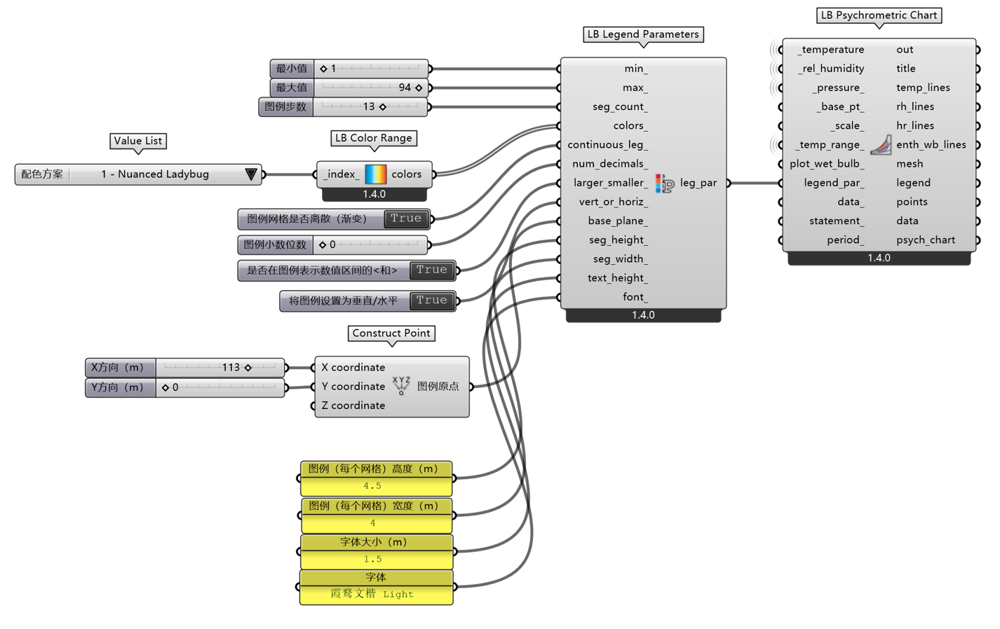 LB Psychrometric Chart
LB Legend Parameters
_temperature out
_rel_humidity title
_pressure_ temp_lines
_base_pt_ rh_lines
_scale_ hr_lines
_temp_range_ enth_wb_lines
plot_wet_bulb_ mesh
legend_par_ legend
data_ points
statement_ data
period_ psych_chart
1.4.0
最小值 1
最大值 94
图例步数 13
min_
max_
seg_count_
colors_
continuous_leg_
num_decimals_
larger_smaller_ leg_par
vert_or_horiz_
base_plane_
seg_height_
seg_width_
text_height_
font_
1.4.0
Value List
LB Color Range
配色方案 1 - Nuanced Ladybug
_index_ colors
1.4.0
图例网格是否离散（渐变） True
图例小数位数 0
是否在图例表示数值区间的<和> True
将图例设置为垂直/水平 True
Construct Point
X方向（m） 113
Y方向（m） 0
X coordinate
Y coordinate XYZ 图例原点
Z coordinate
图例（每个网格）高度（m）
4.5
图例（每个网格）宽度（m）
4
字体大小（m）
1.5
字体
霞鹜文楷 Light